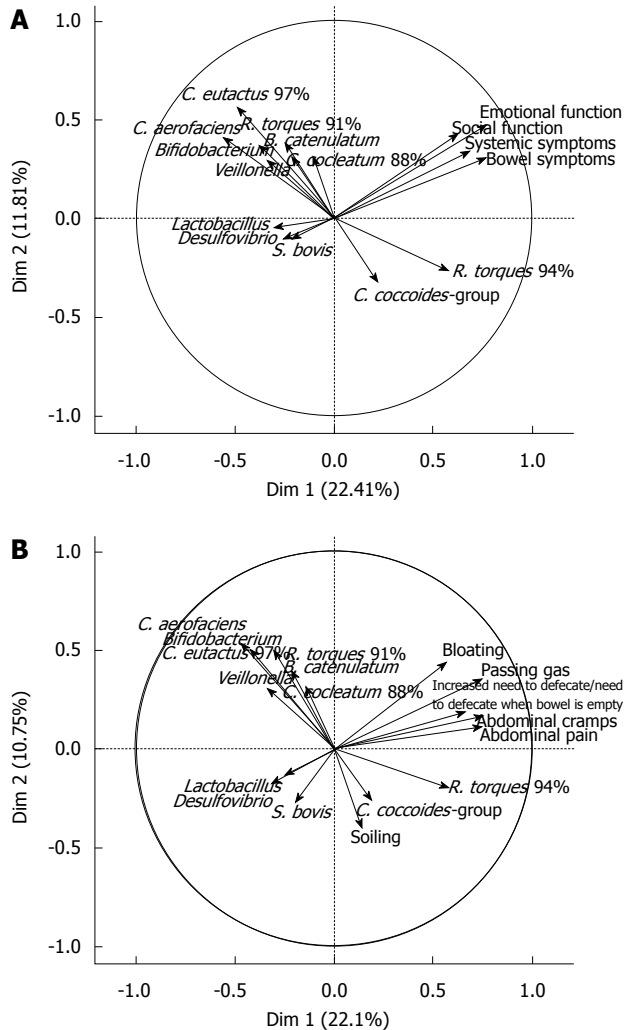 A
1.0
0.5
0.0
-0.5
-1.0
Dim 2 (11.81%)
C. eutactus 97%
C. aerofaciens
R. torques 91%
Bifidobacterium
B. catenulatum
Veillonella
C. cocleatum 88%
Emotional function
Social function
Systemic symptoms
Bowel symptoms
Lactobacillus
Desulfovibrio
S. bovis
R. torques 94%
C. coccoides-group
-1.0 -0.5 0.0 0.5 1.0
Dim 1 (22.41%)
B
1.0
0.5
0.0
-0.5
-1.0
Dim 2 (10.75%)
C. aerofaciens
Bifidobacterium
C. eutactus 97%
R. torques 91%
B. catenulatum
Veillonella
C. cocleatum 88%
Bloating
Passing gas
Increased need to defecate/need
to defecate when bowel is empty
Abdominal cramps
Abdominal pain
Lactobacillus
Desulfovibrio
S. bovis
R. torques 94%
C. coccoides-group
Soiling
-1.0 -0.5 0.0 0.5 1.0
Dim 1 (22.1%)